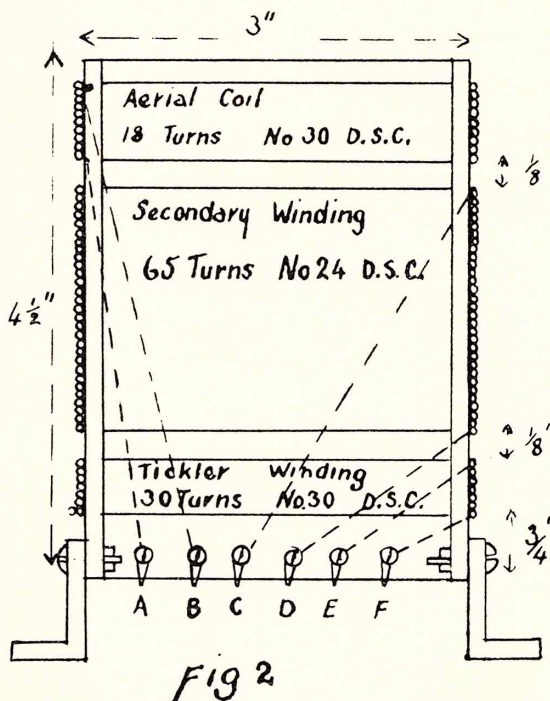 3"
Aerial Coil
18 Turns No 30 D.S.C.
1/8
Secondary Winding
65 Turns No 24 D.S.C.
4 1/2"
1/8"
Tickler Winding
30 Turns No. 30 D.S.C.
3/4"
A B C D E F
Fig 2